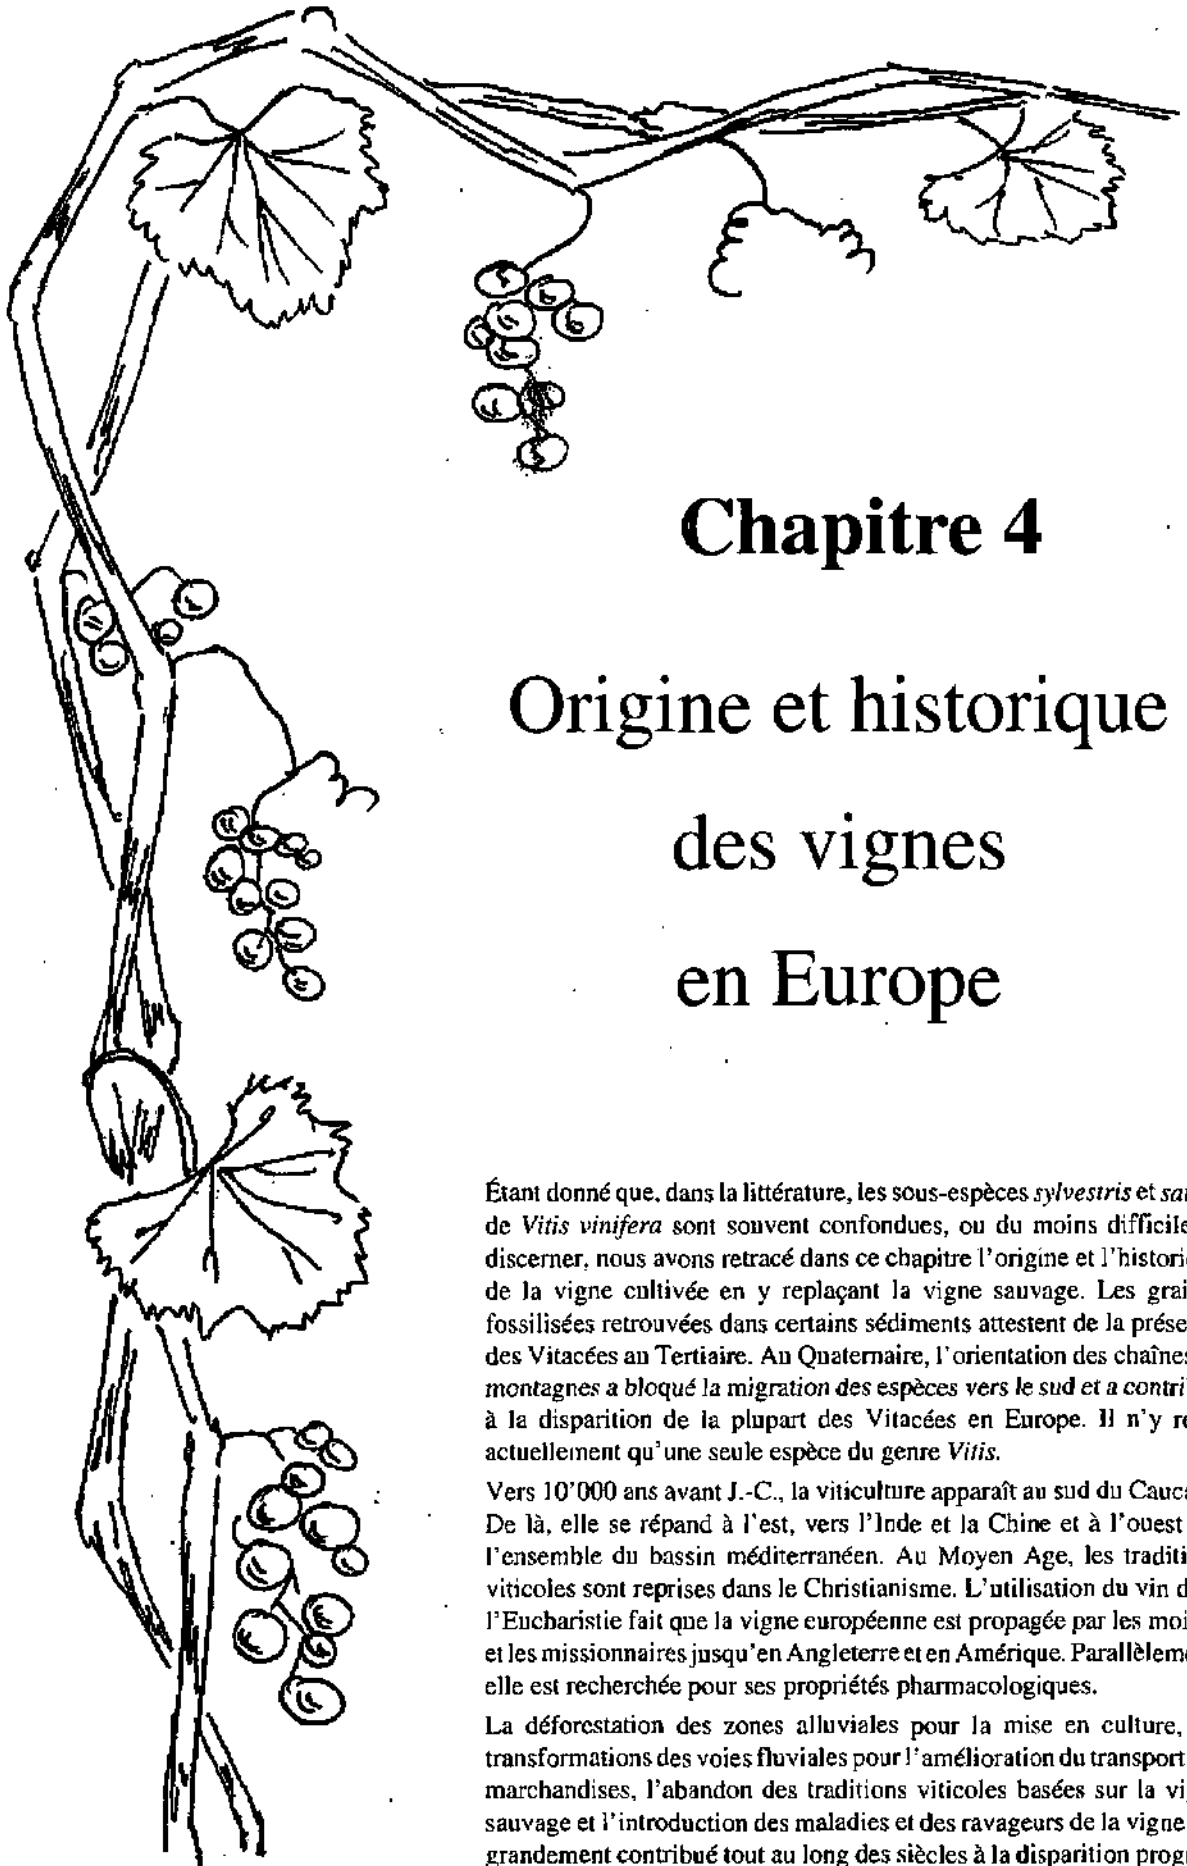 Chapitre 4
Origine et historique
des vignes
en Europe
Étant donné que, dans la littérature, les sous-espèces sylvestris et
de Vitis vinifera sont souvent confondues, ou du moins
discerner, nous avons retracé dans ce chapitre l'origine et
de la vigne cultivée en y replaçant la vigne sauvage. Les
fossilisées retrouvées dans certains sédiments attestent de la
des Vitacées au Tertiaire. Au Quaternaire, l'orientation des chaînes
montagnes a bloqué la migration des espèces vers le sud et a
à la disparition de la plupart des Vitacées en Europe. Il n'y
actuellement qu'une seule espèce du genre Vitis.
Vers 10'000 ans avant J.-C., la viticulture apparaît au sud du
De là, elle se répand à l'est, vers l'Inde et la Chine et à l'ouest
l'ensemble du bassin méditerranéen. Au Moyen Age, les
viticoles sont reprises dans le Christianisme. L'utilisation du vin
l'Eucharistie fait que la vigne européenne est propagée par les
et les missionnaires jusqu'en Angleterre et en Amérique.
elle est recherchée pour ses propriétés pharmacologiques.
La déforestation des zones alluviales pour la mise en culture,
transformations des voies fluviales pour l'amélioration du transport
marchandises, l'abandon des traditions viticoles basées sur la
sauvage et l'introduction des maladies et des ravageurs de la vigne
grandement contribué tout au long des siècles à la disparition